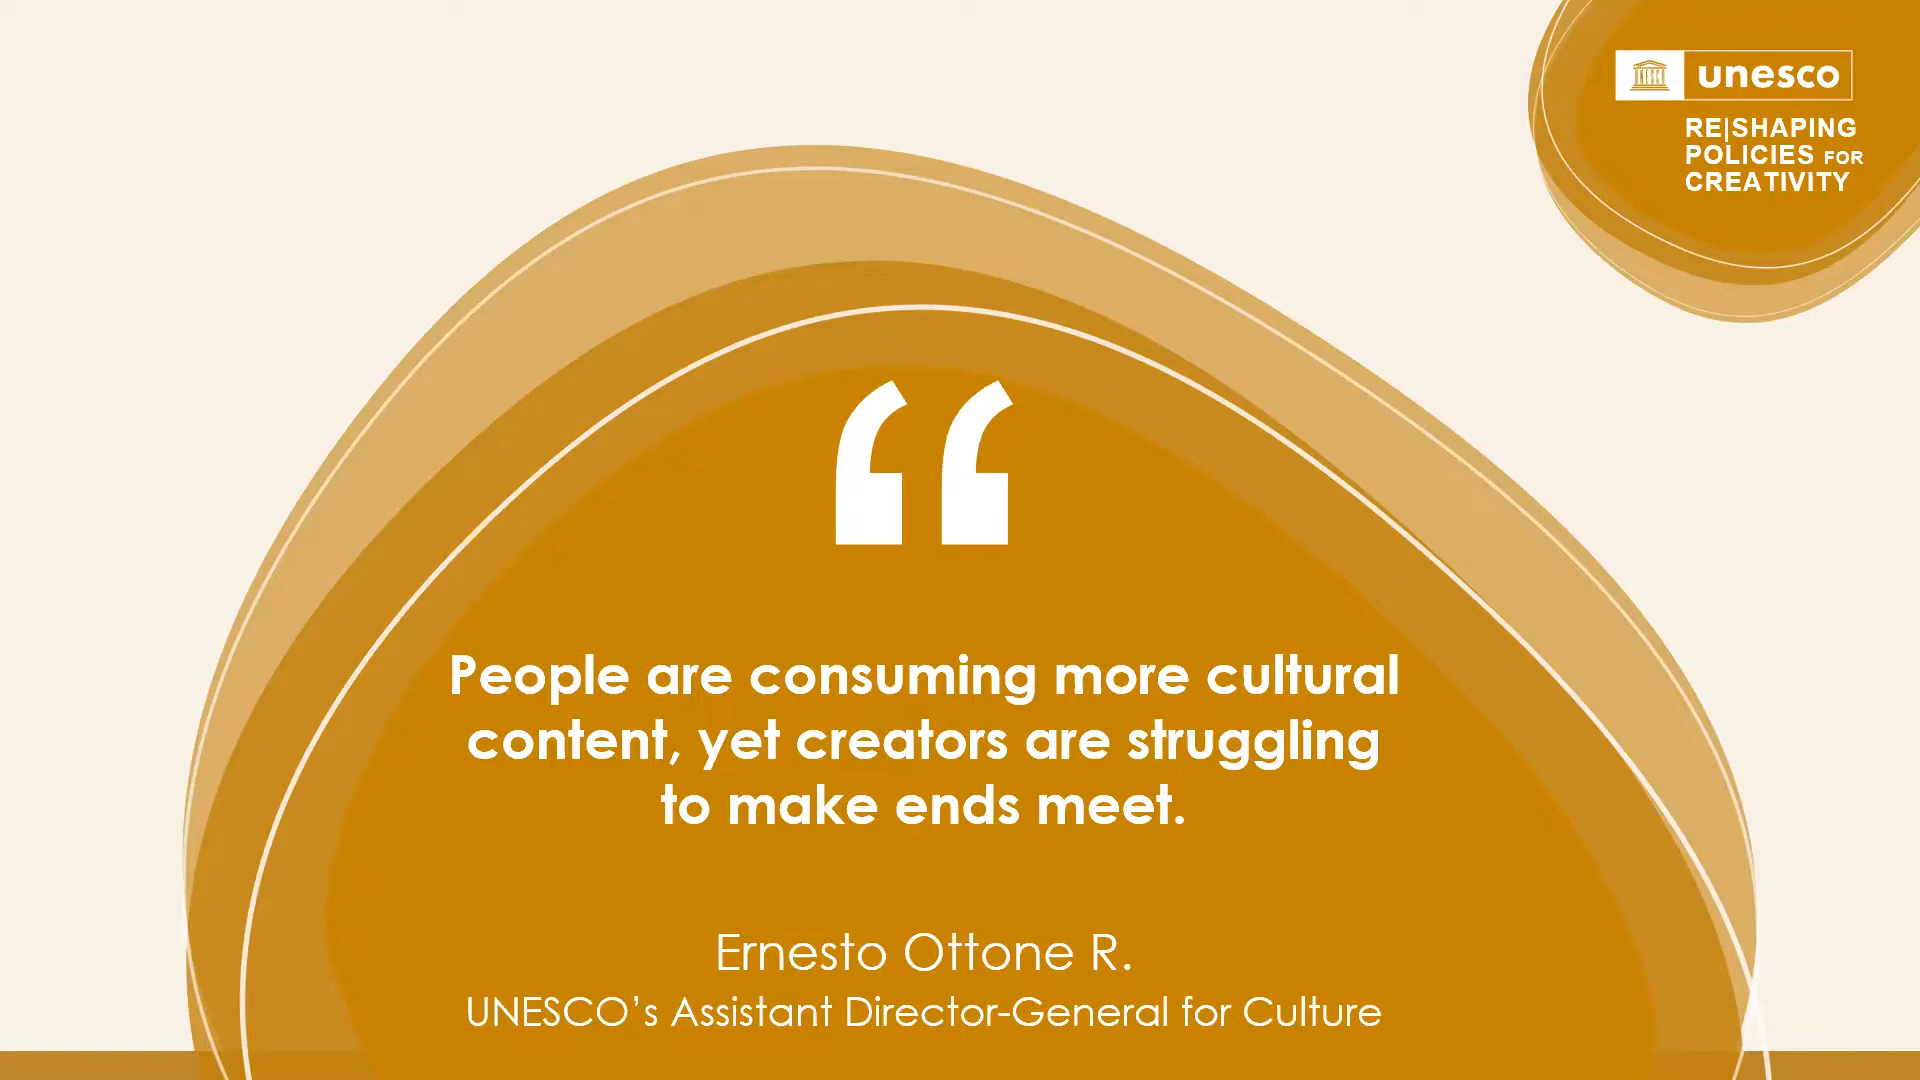 unesco
RE|SHAPING
POLICIES FOR
CREATIVITY
“
People are consuming more cultural
content, yet creators are struggling
to make ends meet.
Ernesto Ottone R.
UNESCO’s Assistant Director-General for Culture